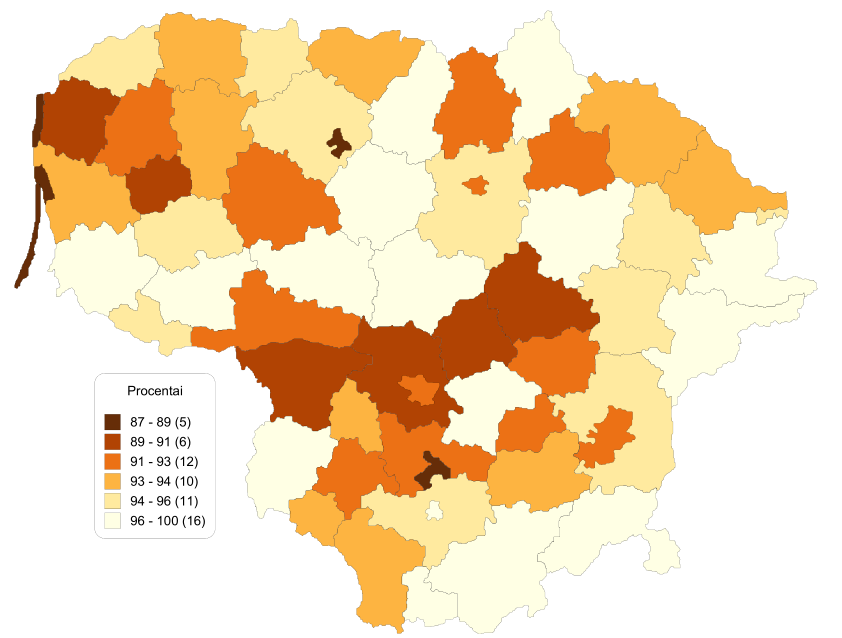 Procentai
87 - 89 (5)
89 - 91 (6)
91 - 93 (12)
93 - 94 (10)
94 - 96 (11)
96 - 100 (16)